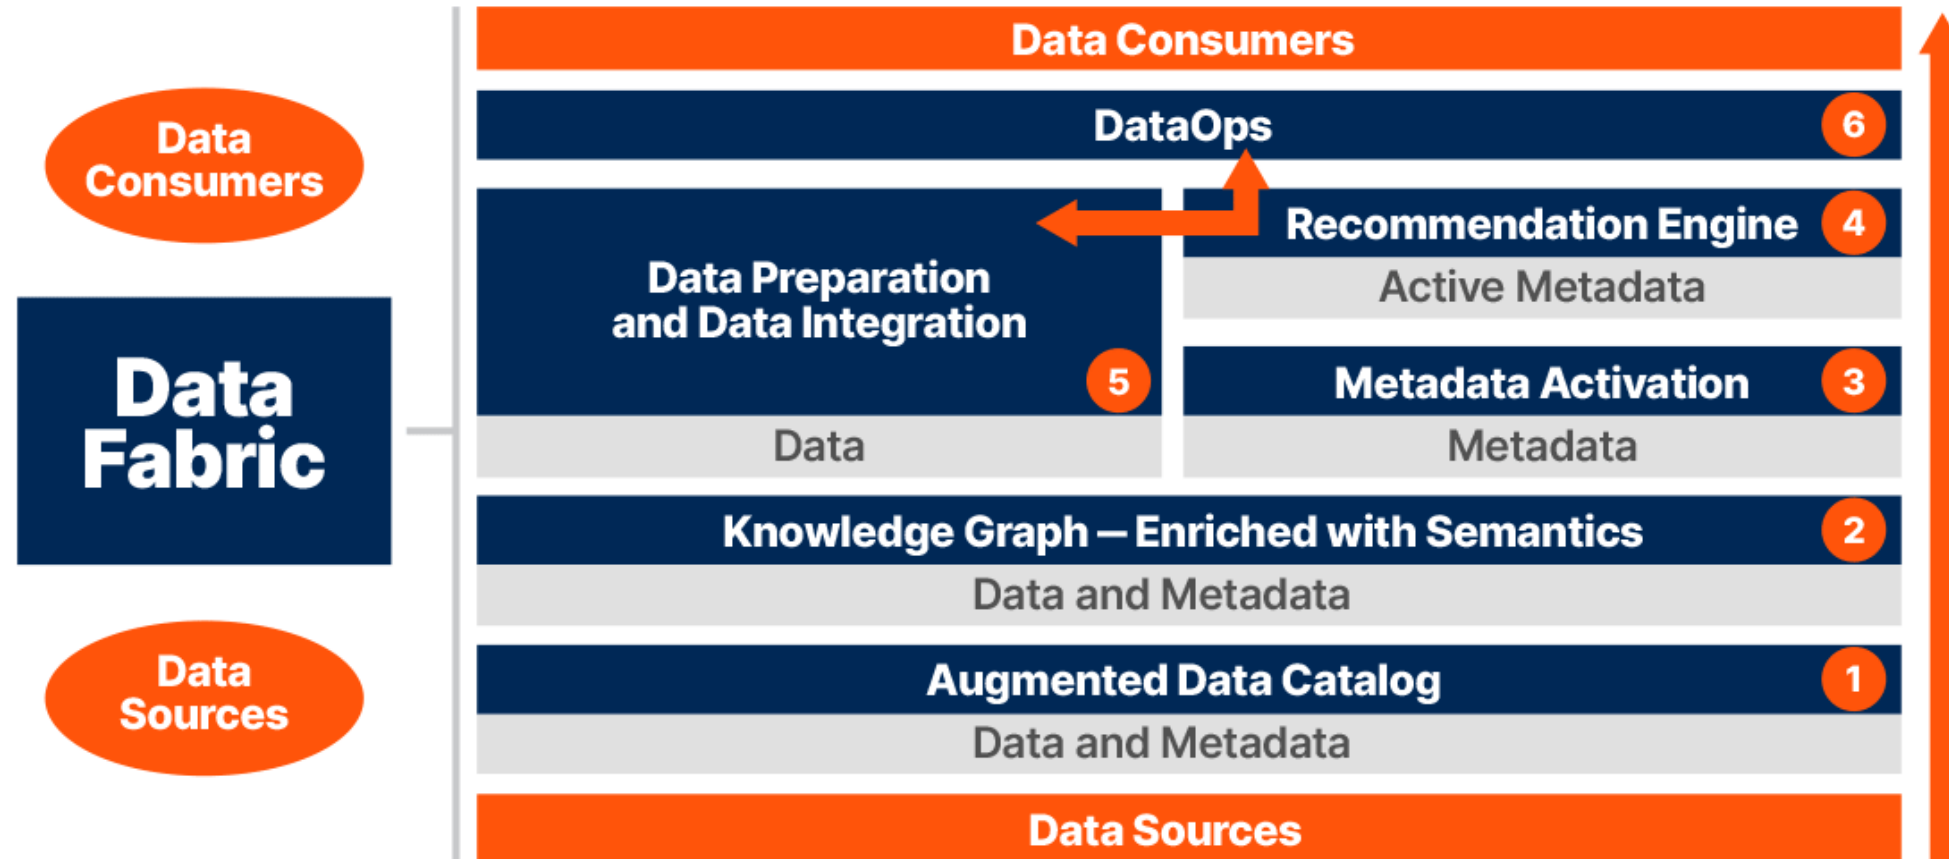 Data
Consumers
Data
Fabric
Data
Sources
Data Consumers
DataOps
6
Data Preparation
and Data Integration
5
Data
Recommendation Engine
4
Active Metadata
Metadata Activation
3
Metadata
Knowledge Graph — Enriched with Semantics
2
Data and Metadata
Augmented Data Catalog
1
Data and Metadata
Data Sources